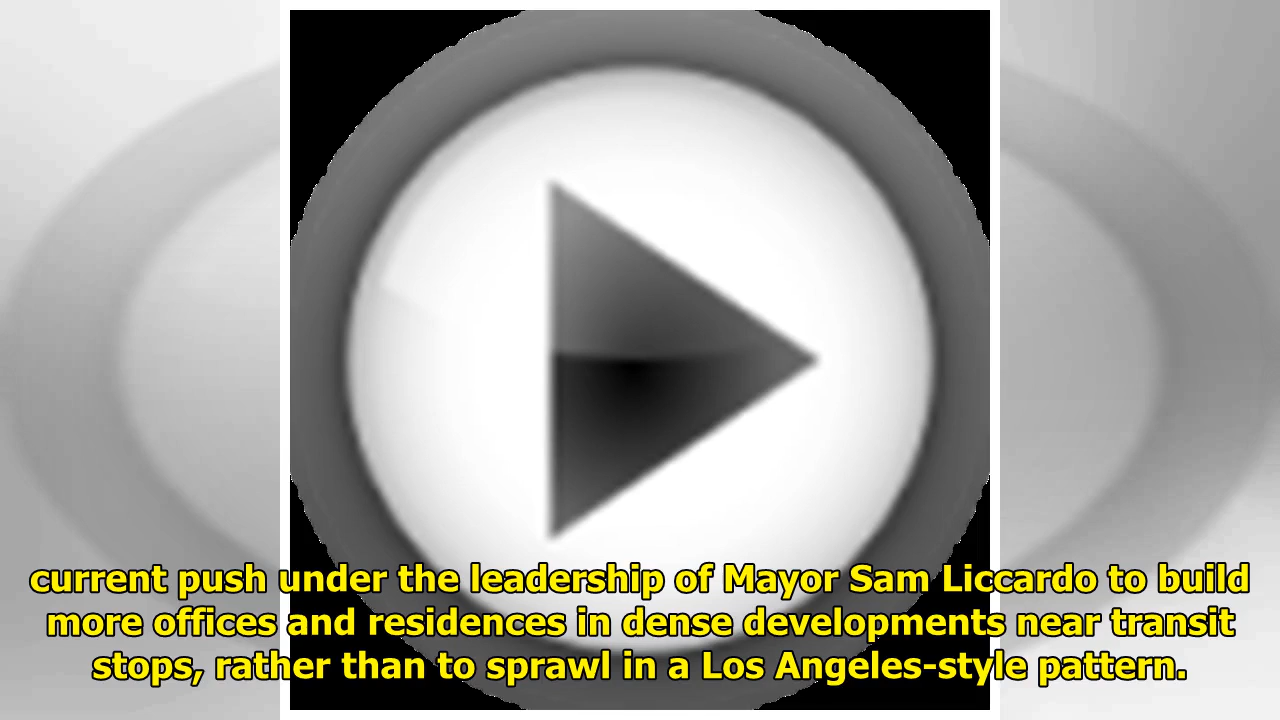 current push under the leadership of Mayor Sam Liccardo to build
more offices and residences in dense developments near transit
stops, rather than to sprawl in a Los Angeles-style pattern.